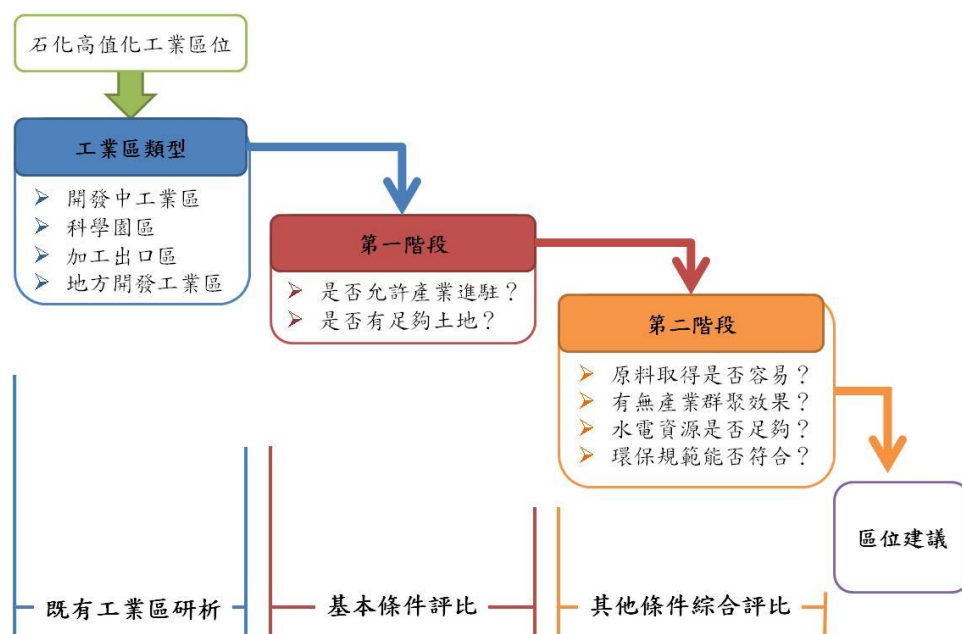 石化高值化工業區位
工業區類型
開發中工業區
科學園區
加工出口區
地方開發工業區
第一階段
是否允許產業進駐？
是否有足夠土地？
第二階段
原料取得是否容易？
有無產業群聚效果？
水電資源是否足夠？
環保規範能否符合？
區位建議
既有工業區研析
基本條件評比
其他條件綜合評比